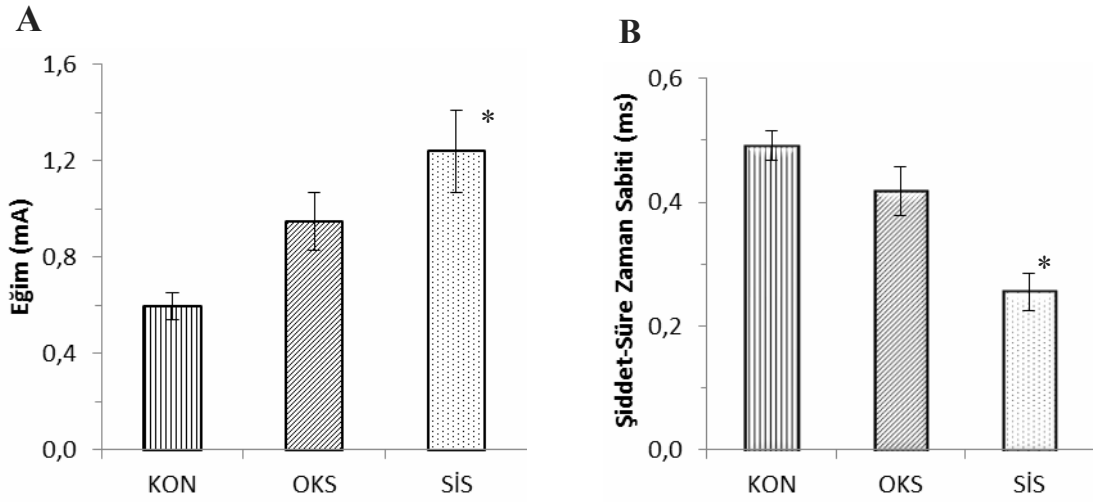 A
Eğim (mA)
1,6
1,2
0,8
0,4
0,0
*
KON OKS SİS
B
Şiddet-Süre Zaman Sabiti (ms)
0,6
0,4
0,2
0,0
*
KON OKS SİS